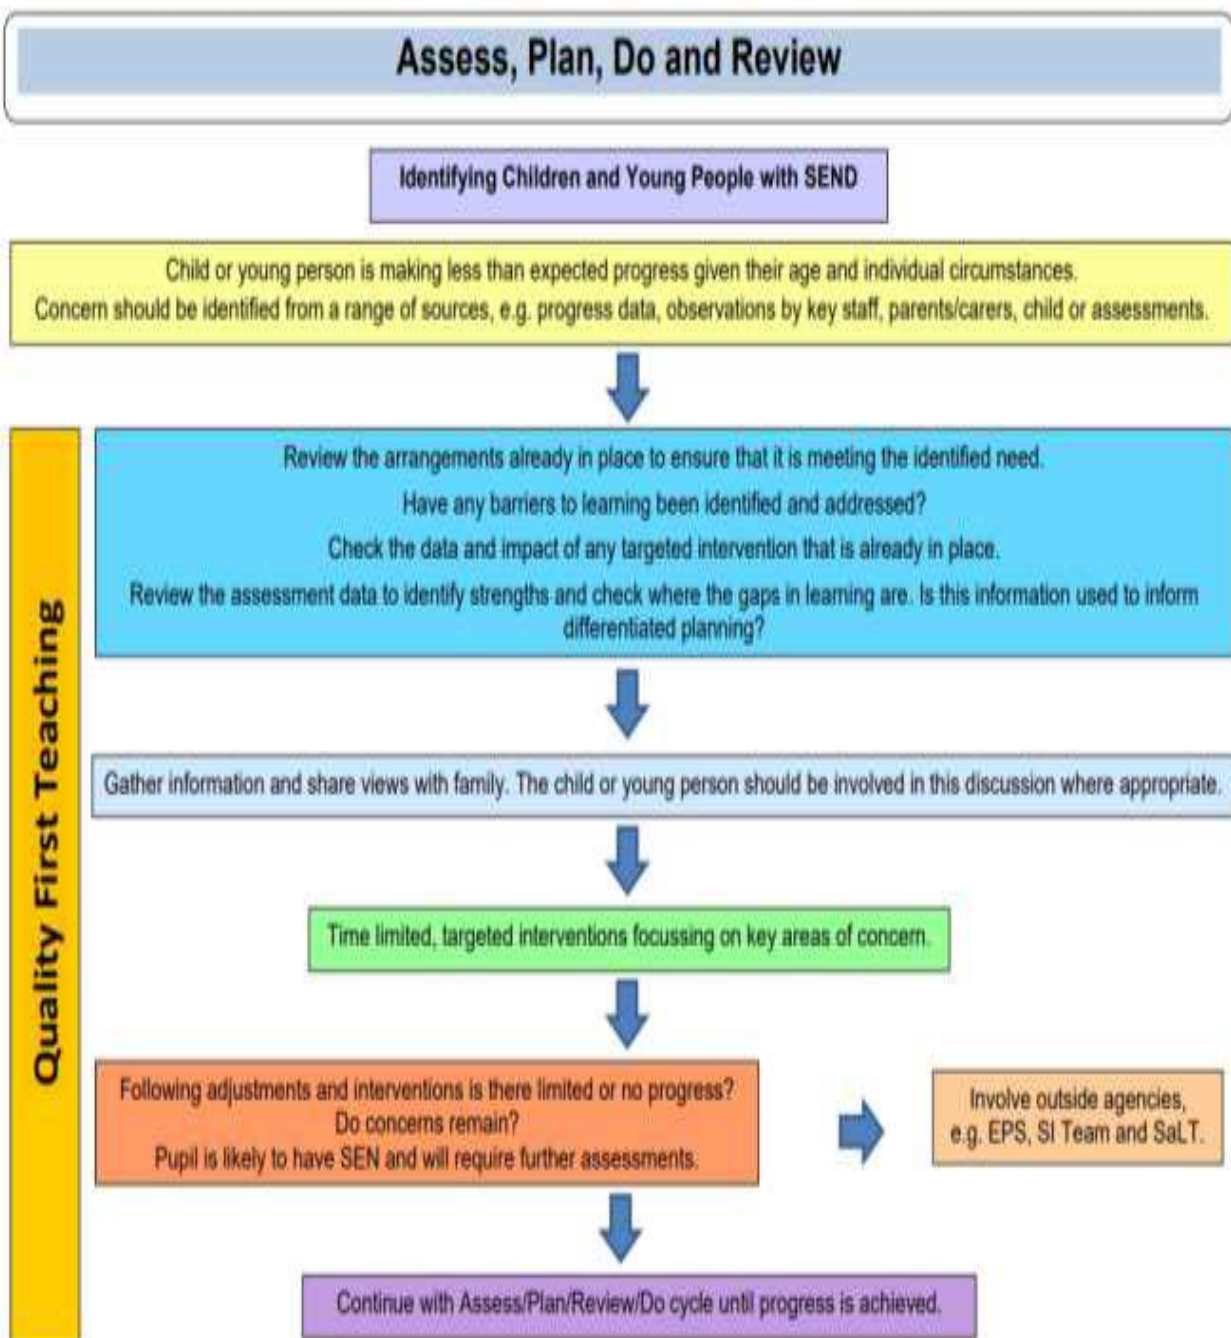 Assess, Plan, Do and Review
Identifying Children and Young People with SEND
Child or young person is making less than expected progress given their age and individual circumstances.
Concern should be identified from a range of sources, e.g. progress data, observations by key staff, parents/carers, child or assessments.
Quality First Teaching
Review the arrangements already in place to ensure that it is meeting the identified need.
Have any barriers to learning been identified and addressed?
Check the data and impact of any targeted intervention that is already in place.
Review the assessment data to identify strengths and check where the gaps in learning are. Is this information used to inform
differentiated planning?
Gather information and share views with family. The child or young person should be involved in this discussion where appropriate.
Time limited, targeted interventions focussing on key areas of concern.
Following adjustments and interventions is there limited or no progress?
Do concerns remain?
Pupil is likely to have SEN and will require further assessments.
Involve outside agencies,
e.g. EPS, SI Team and SaLT.
Continue with Assess/Plan/Review/Do cycle until progress is achieved.